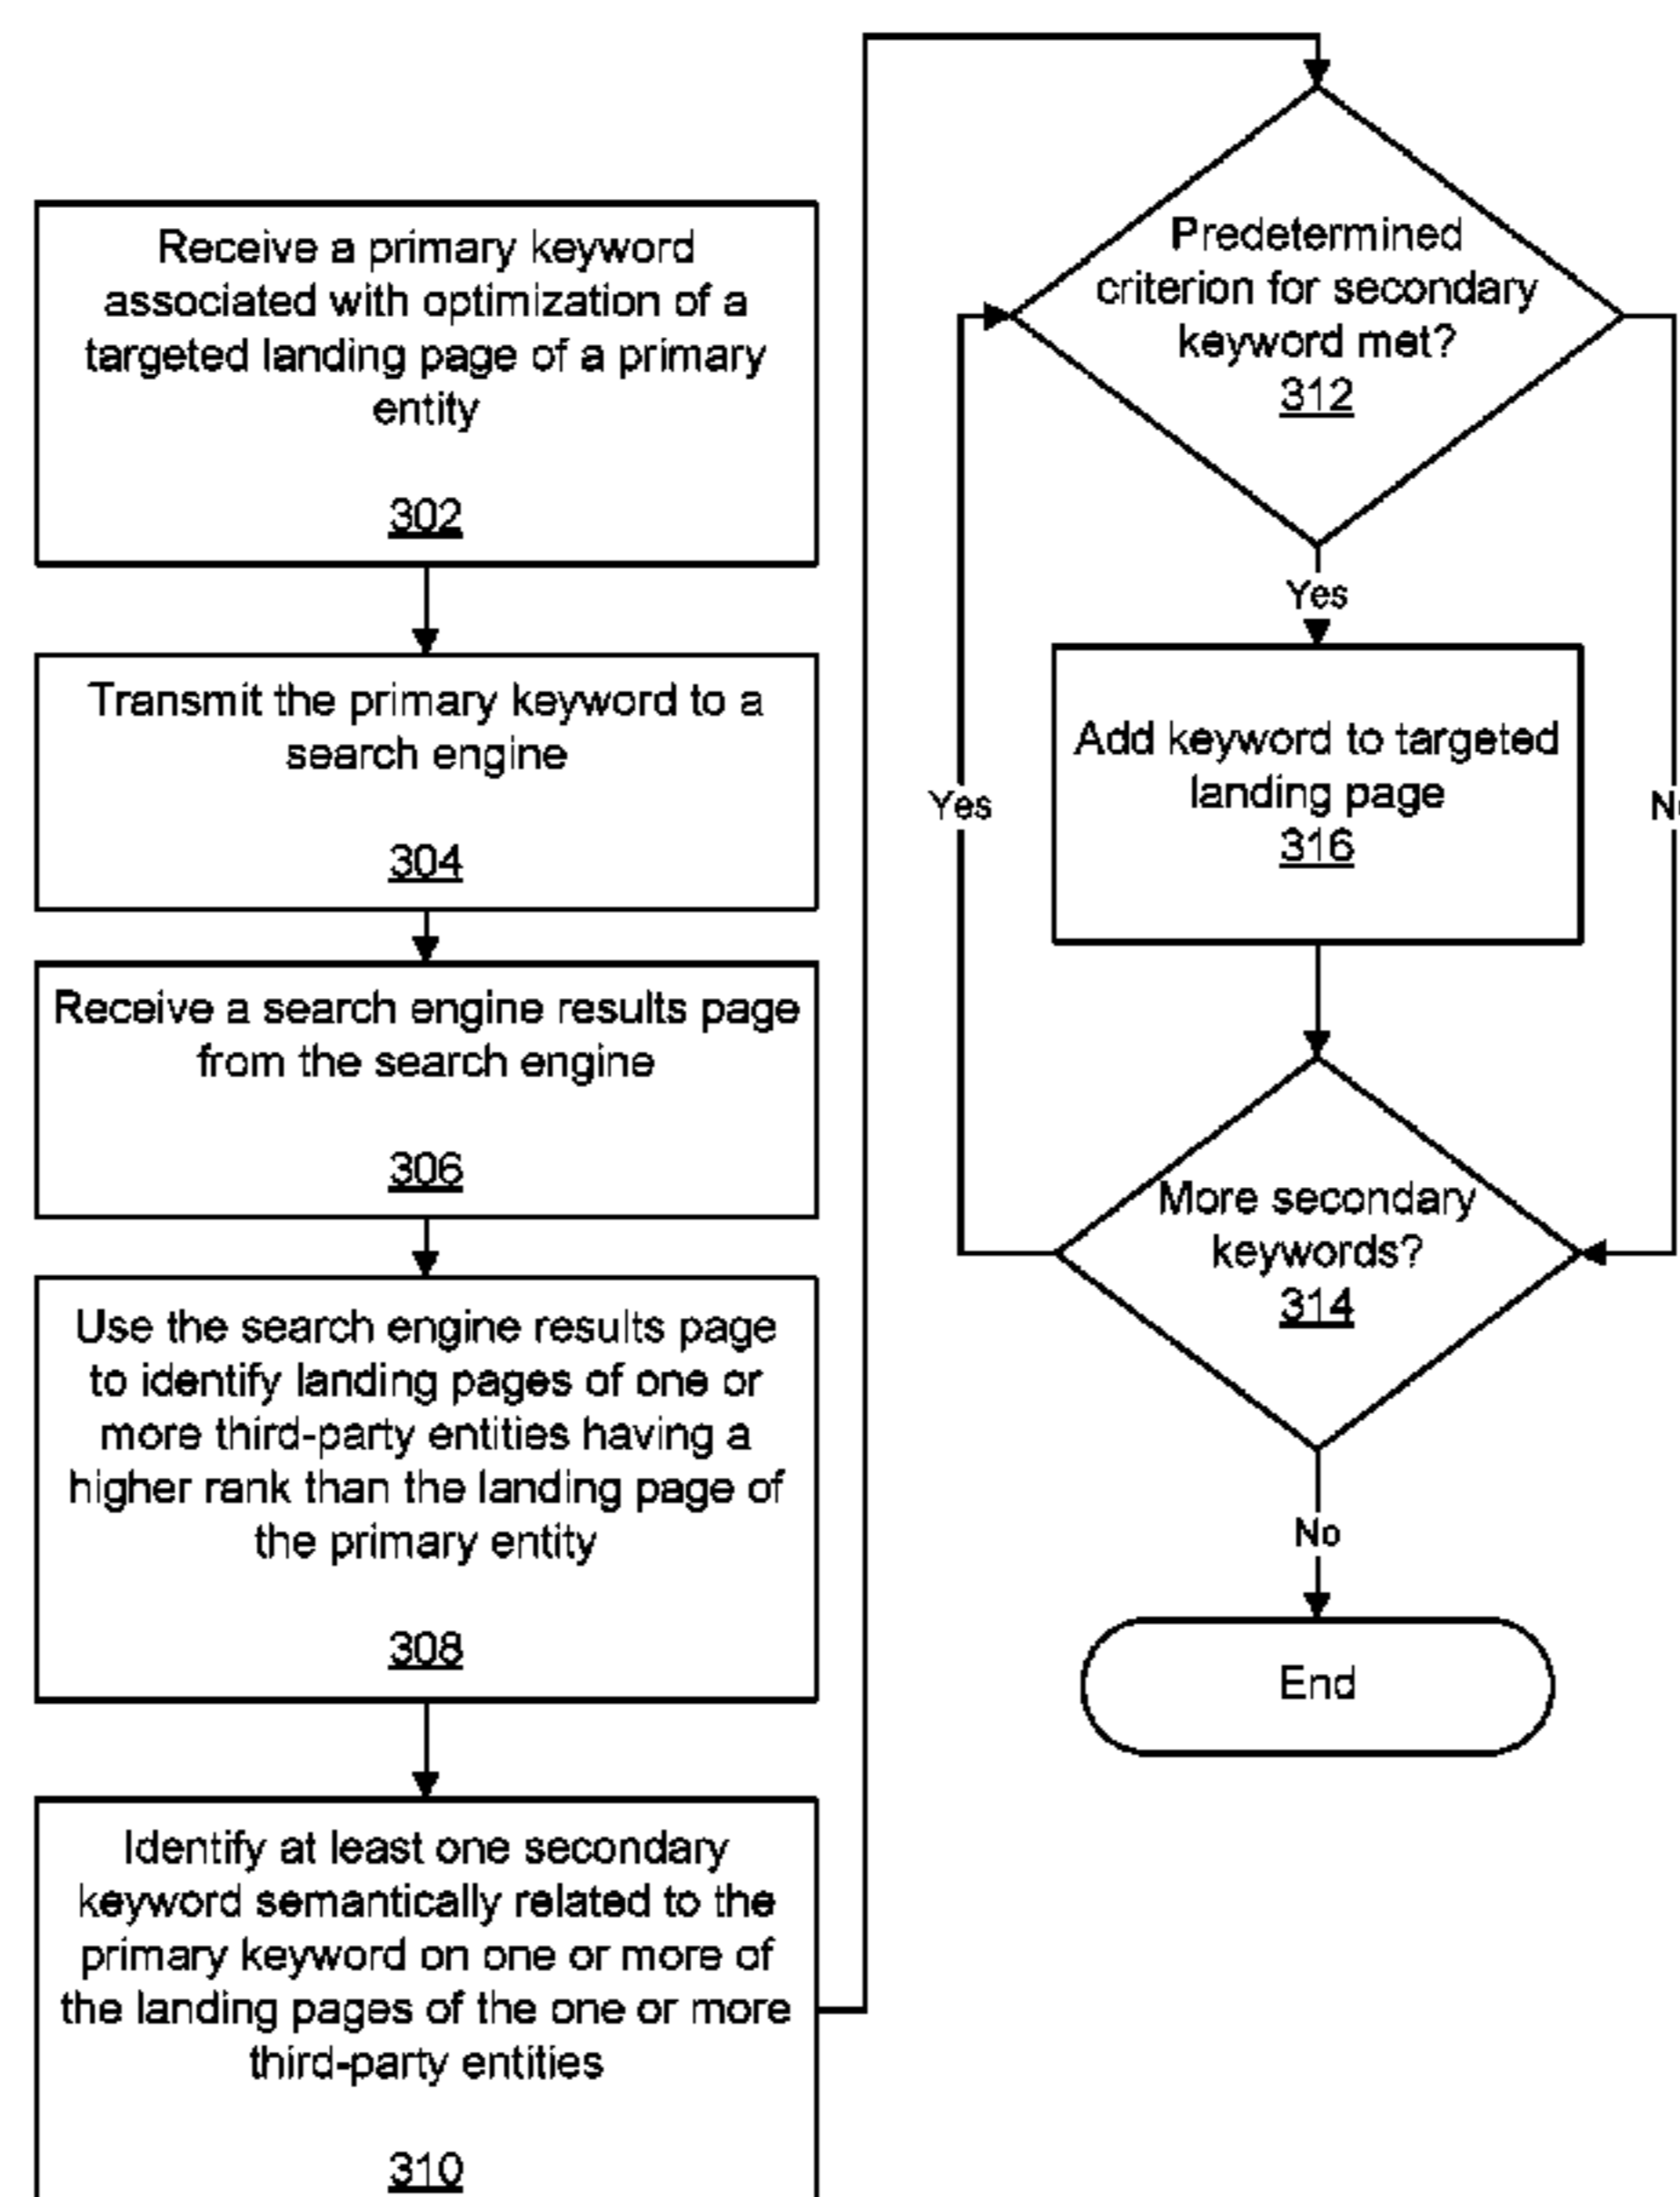 Receive a primary keyword
associated with optimization of a
targeted landing page of a primary
entity
302
Transmit the primary keyword to a
search engine
304
Receive a search engine results page
from the search engine
306
Use the search engine results page
to identify landing pages of one or
more third-party entities having a
higher rank than the landing page of
the primary entity
308
Identify at least one secondary
keyword semantically related to the
primary keyword on one or more of
the landing pages of the one or more
third-party entities
310
Predetermined
criterion for secondary
keyword met?
312
Yes
Add keyword to targeted
landing page
316
Yes
More secondary
keywords?
314
No
End